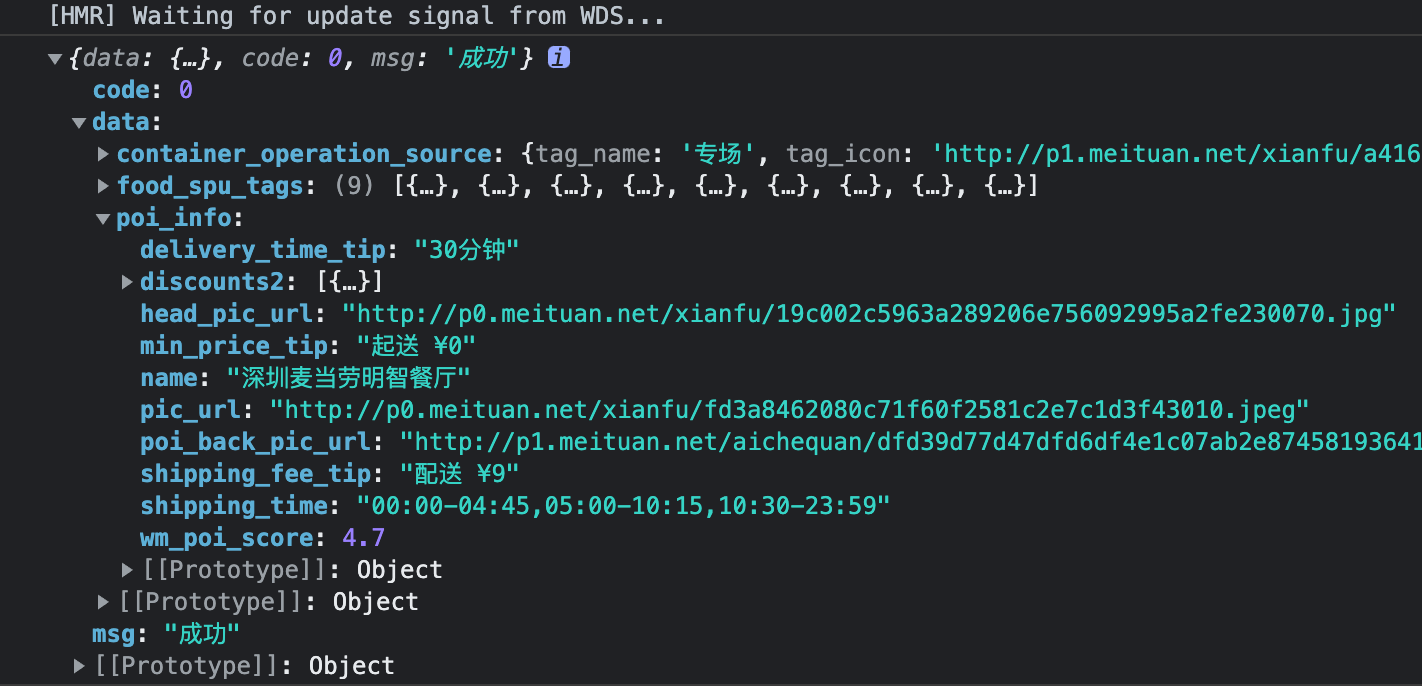 [HMR] Waiting for update signal from WDS...
{data: {…}, code: 0, msg: '成功'} i
code: 0
data:
container_operation_source: {tag_name: '专场', tag_icon: 'http://p1.meituan.net/xianfu/a416
food_spu_tags: (9) [{…}, {…}, {…}, {…}, {…}, {…}, {…}, {…}, {…}]
poi_info:
delivery_time_tip: "30分钟"
discounts2: [{…}]
head_pic_url: "http://p0.meituan.net/xianfu/19c002c5963a289206e756092995a2fe230070.jpg"
min_price_tip: "起送 ¥0"
name: "深圳麦当劳明智餐厅"
pic_url: "http://p0.meituan.net/xianfu/fd3a8462080c71f60f2581c2e7c1d3f43010.jpeg"
poi_back_pic_url: "http://p1.meituan.net/aichequan/dfd39d77d47dfd6df4e1c07ab2e87458193641
shipping_fee_tip: "配送 ¥9"
shipping_time: "00:00-04:45,05:00-10:15,10:30-23:59"
wm_poi_score: 4.7
[[Prototype]]: Object
[[Prototype]]: Object
msg: "成功"
[[Prototype]]: Object